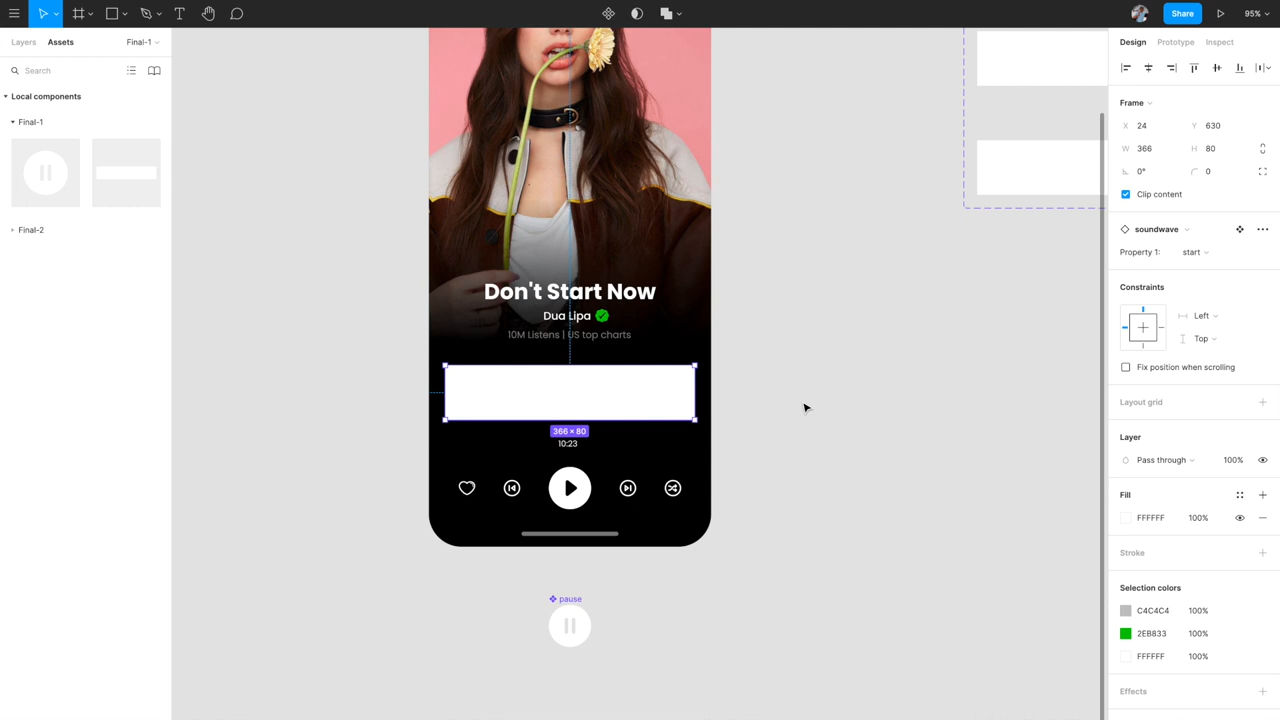 Share
95%
Layers
Assets
Final-1
Search
Local components
Final-1
Final-2
Don't Start Now
Dua Lipa
10M Listens | US top charts
366 × 80
10:23
pause
Design
Prototype
Inspect
Frame
X 24
Y 630
W 366
H 80
0°
0
Clip content
soundwave
Property 1: start
Constraints
Left
Top
Fix position when scrolling
Layout grid
Layer
Pass through
100%
Fill
FFFFFF 100%
Stroke
Selection colors
C4C4C4 100%
2EB833 100%
FFFFFF 100%
Effects